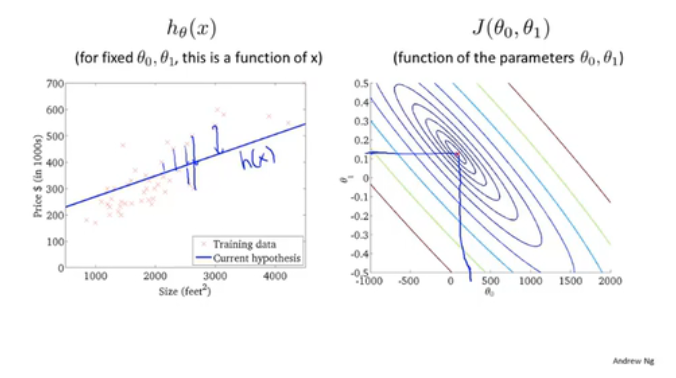 hθ(x)
(for fixed θ0, θ1, this is a function of x)
700
600
500
400
300
200
100
0
Price $ (in 1000s)
1000
2000
3000
4000
Size (feet²)
h(x)
Training data
Current hypothesis
J(θ0, θ1)
(function of the parameters θ0, θ1)
0.5
0.4
0.3
0.2
0.1
0
-0.1
-0.2
-0.3
-0.4
-0.5
θ1
-1000
-500
0
500
1000
1500
2000
θ0
Andrew Ng